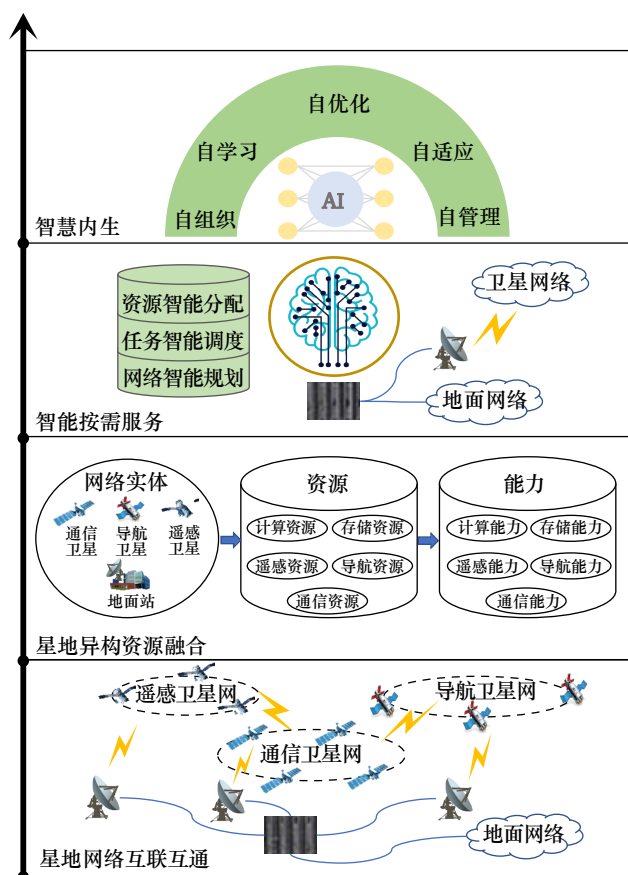 自优化
自学习
自适应
AI
自组织
自管理
智慧内生
卫星网络
资源智能分配
任务智能调度
网络智能规划
地面网络
智能按需服务
网络实体
通信
卫星
导航
卫星
遥感
卫星
地面站
资源
计算资源
存储资源
遥感资源
导航资源
通信资源
能力
计算能力
存储能力
遥感能力
导航能力
通信能力
星地异构资源融合
遥感卫星网
导航卫星网
通信卫星网
地面网络
星地网络互联互通